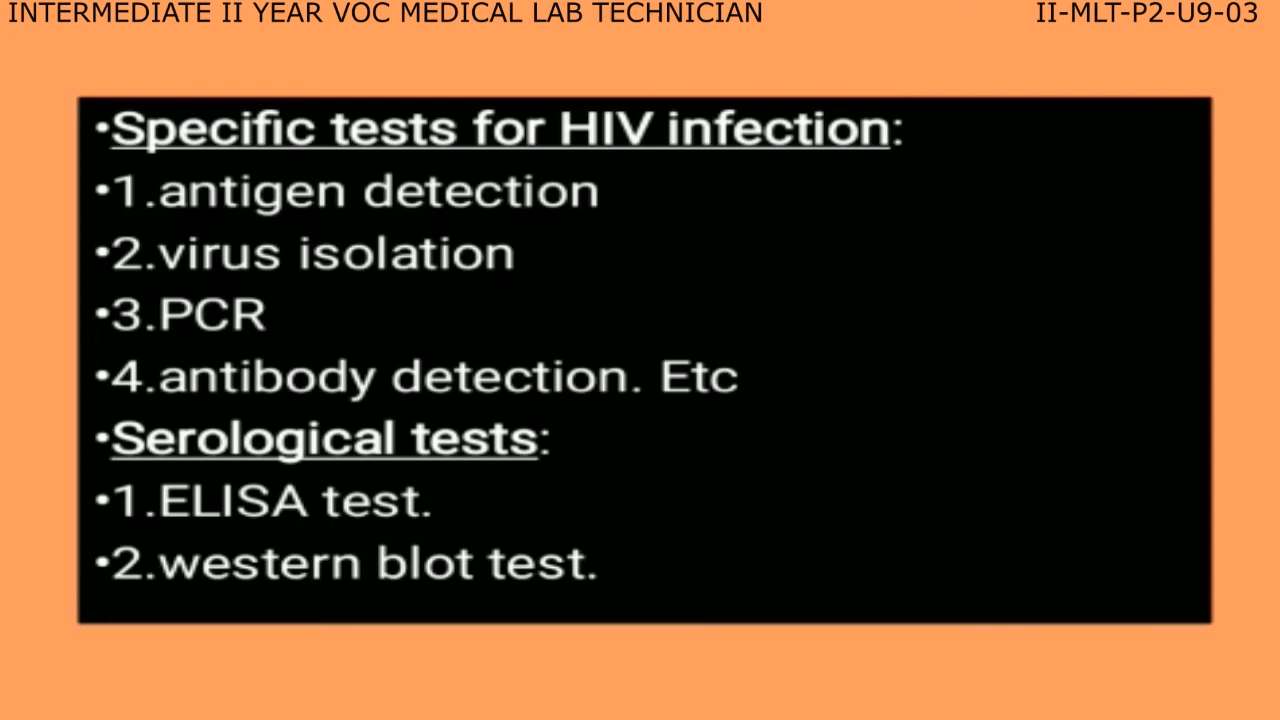 INTERMEDIATE II YEAR VOC MEDICAL LAB TECHNICIAN II-MLT-P2-U9-03
•Specific tests for HIV infection:
•1.antigen detection
•2.virus isolation
•3.PCR
•4.antibody detection. Etc
•Serological tests:
•1.ELISA test.
•2.western blot test.